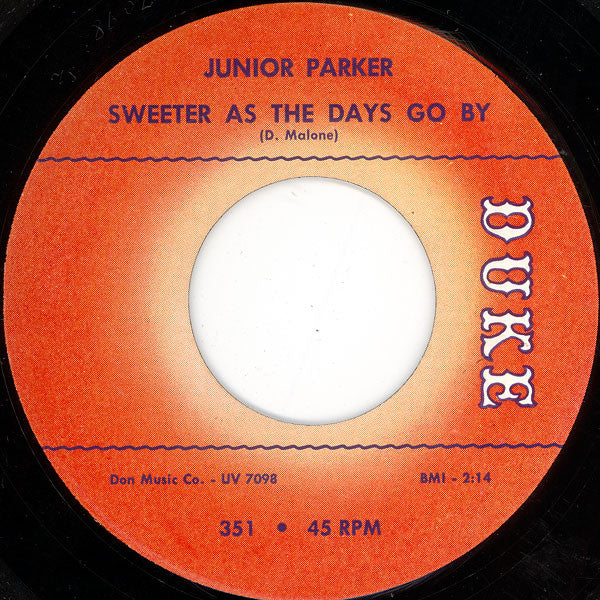 JUNIOR PARKER
SWEETER AS THE DAYS GO BY
(D. Malone)
DUKE
Don Music Co. - UV 7098
BMI - 2:14
351 • 45 RPM